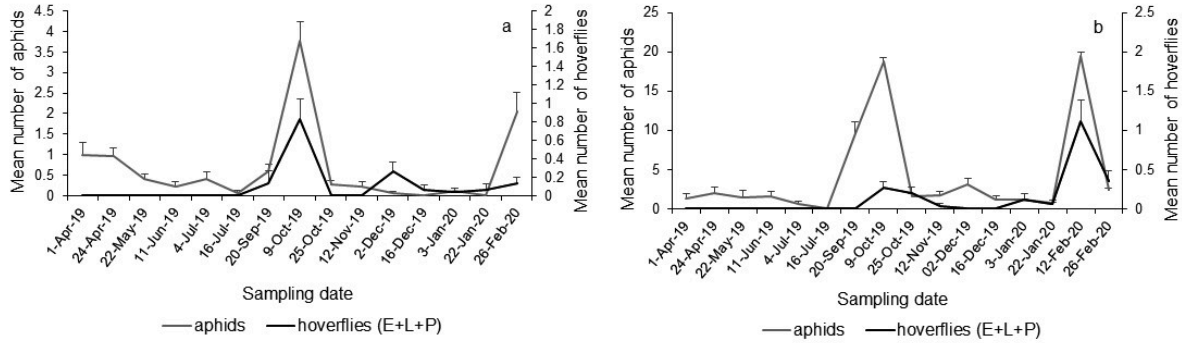 a
Mean number of aphids
4.5
4
3.5
3
2.5
2
1.5
1
0.5
0
2
1.8
1.6
1.4
1.2
1
0.8
0.6
0.4
0.2
0
Mean number of hoverflies
1-Apr-19
24-Apr-19
22-May-19
11-Jun-19
4-Jul-19
16-Jul-19
20-Sep-19
9-Oct-19
25-Oct-19
12-Nov-19
2-Dec-19
16-Dec-19
3-Jan-20
22-Jan-20
26-Feb-20
Sampling date
aphids
hoverflies (E+L+P)
b
Mean number of aphids
25
20
15
10
5
0
2.5
2
1.5
1
0.5
0
Mean number of hoverflies
1-Apr-19
24-Apr-19
22-May-19
11-Jun-19
4-Jul-19
16-Jul-19
20-Sep-19
9-Oct-19
25-Oct-19
12-Nov-19
02-Dec-19
16-Dec-19
3-Jan-20
22-Jan-20
12-Feb-20
26-Feb-20
Sampling date
aphids
hoverflies (E+L+P)